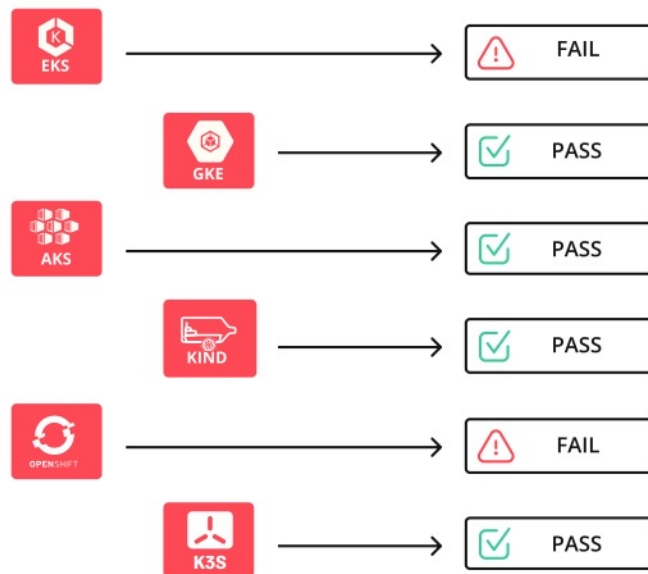 EKS
FAIL
GKE
PASS
AKS
PASS
KIND
PASS
OPENSHIFT
FAIL
K3S
PASS